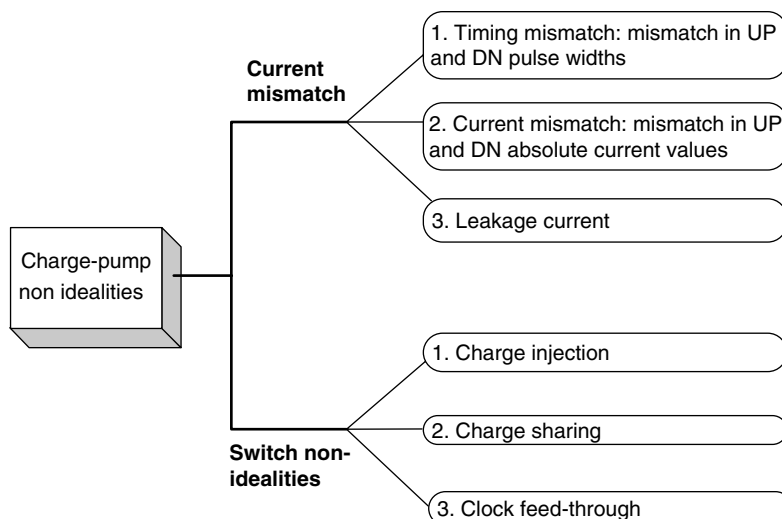 1. Timing mismatch: mismatch in UP
and DN pulse widths
Current
mismatch
2. Current mismatch: mismatch in UP
and DN absolute current values
3. Leakage current
Charge-pump
non idealities
1. Charge injection
2. Charge sharing
Switch non-
idealities
3. Clock feed-through